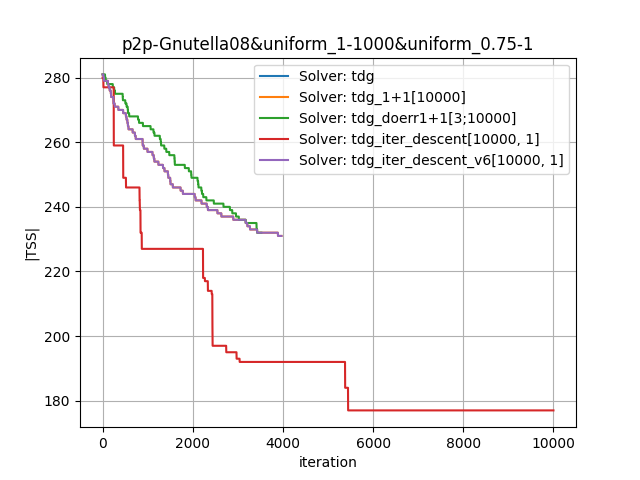 p2p-Gnutella08&uniform_1-1000&uniform_0.75-1
Solver: tdg
Solver: tdg_1+1[10000]
Solver: tdg_doerr1+1[3;10000]
Solver: tdg_iter_descent[10000, 1]
Solver: tdg_iter_descent_v6[10000, 1]
|TSS|
280
260
240
220
200
180
0 2000 4000 6000 8000 10000
iteration